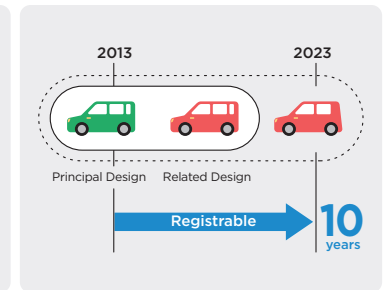 2013 2023
Principal Design Related Design
Registrable
10
years